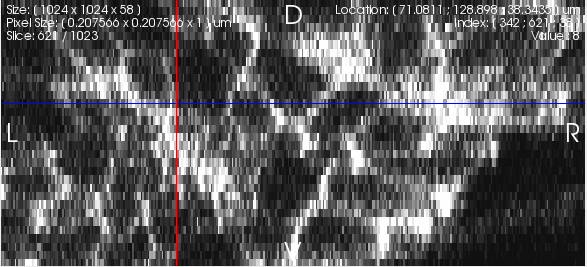 Size: ( 1024 x 1024 x 58 )
Pixel Size: ( 0.207566 x 0.207566 x 1 ) um
Slice: 621 / 1023
D
Location: ( 71.0811 ; 128.898 ; 38.3435 ) um
Index: ( 342 ; 621 ; 38 )
Value: 8
L
R
V